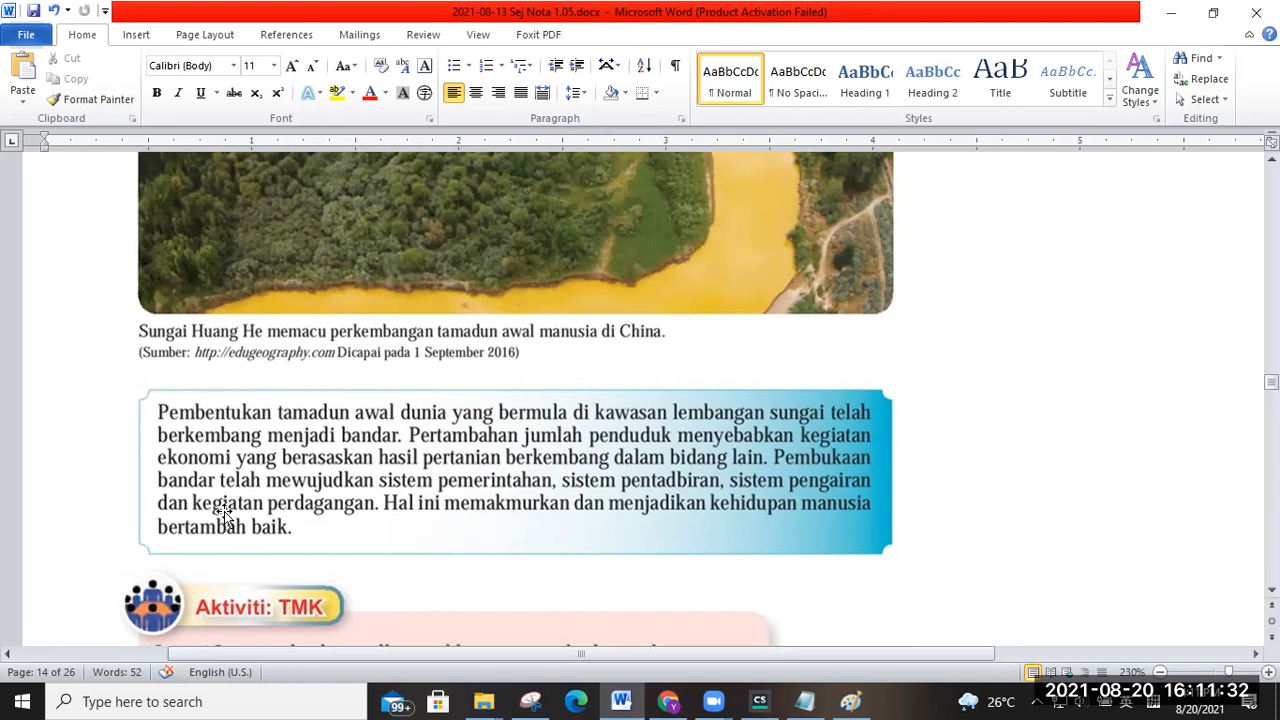 2021-08-13 Sej Nota 1.05.docx - Microsoft Word (Product Activation Failed)
File Home Insert Page Layout References Mailings Review View Foxit PDF
Paste
Cut
Copy
Format Painter
Clipboard
Calibri (Body) 11
Font
Paragraph
AaBbCcDc AaBbCcDc AaBbC AaBbCc AaB AaBbCcD
¶ Normal ¶ No Spaci... Heading 1 Heading 2 Title Subtitle
Change
Styles
Styles
Find
Replace
Select
Editing
1 2 3 4 5
Sungai Huang He memacu perkembangan tamadun awal manusia di China.
(Sumber: http://edugeography.com Dicapai pada 1 September 2016)
Pembentukan tamadun awal dunia yang bermula di kawasan lembangan sungai telah
berkembang menjadi bandar. Pertambahan jumlah penduduk menyebabkan kegiatan
ekonomi yang berasaskan hasil pertanian berkembang dalam bidang lain. Pembukaan
bandar telah mewujudkan sistem pemerintahan, sistem pentadbiran, sistem pengairan
dan kegiatan perdagangan. Hal ini memakmurkan dan menjadikan kehidupan manusia
bertambah baik.
Aktiviti: TMK
Page: 14 of 26 Words: 52 English (U.S.) 230%
Type here to search
99+
26°C
2021-08-20 16:11:32
8/20/2021